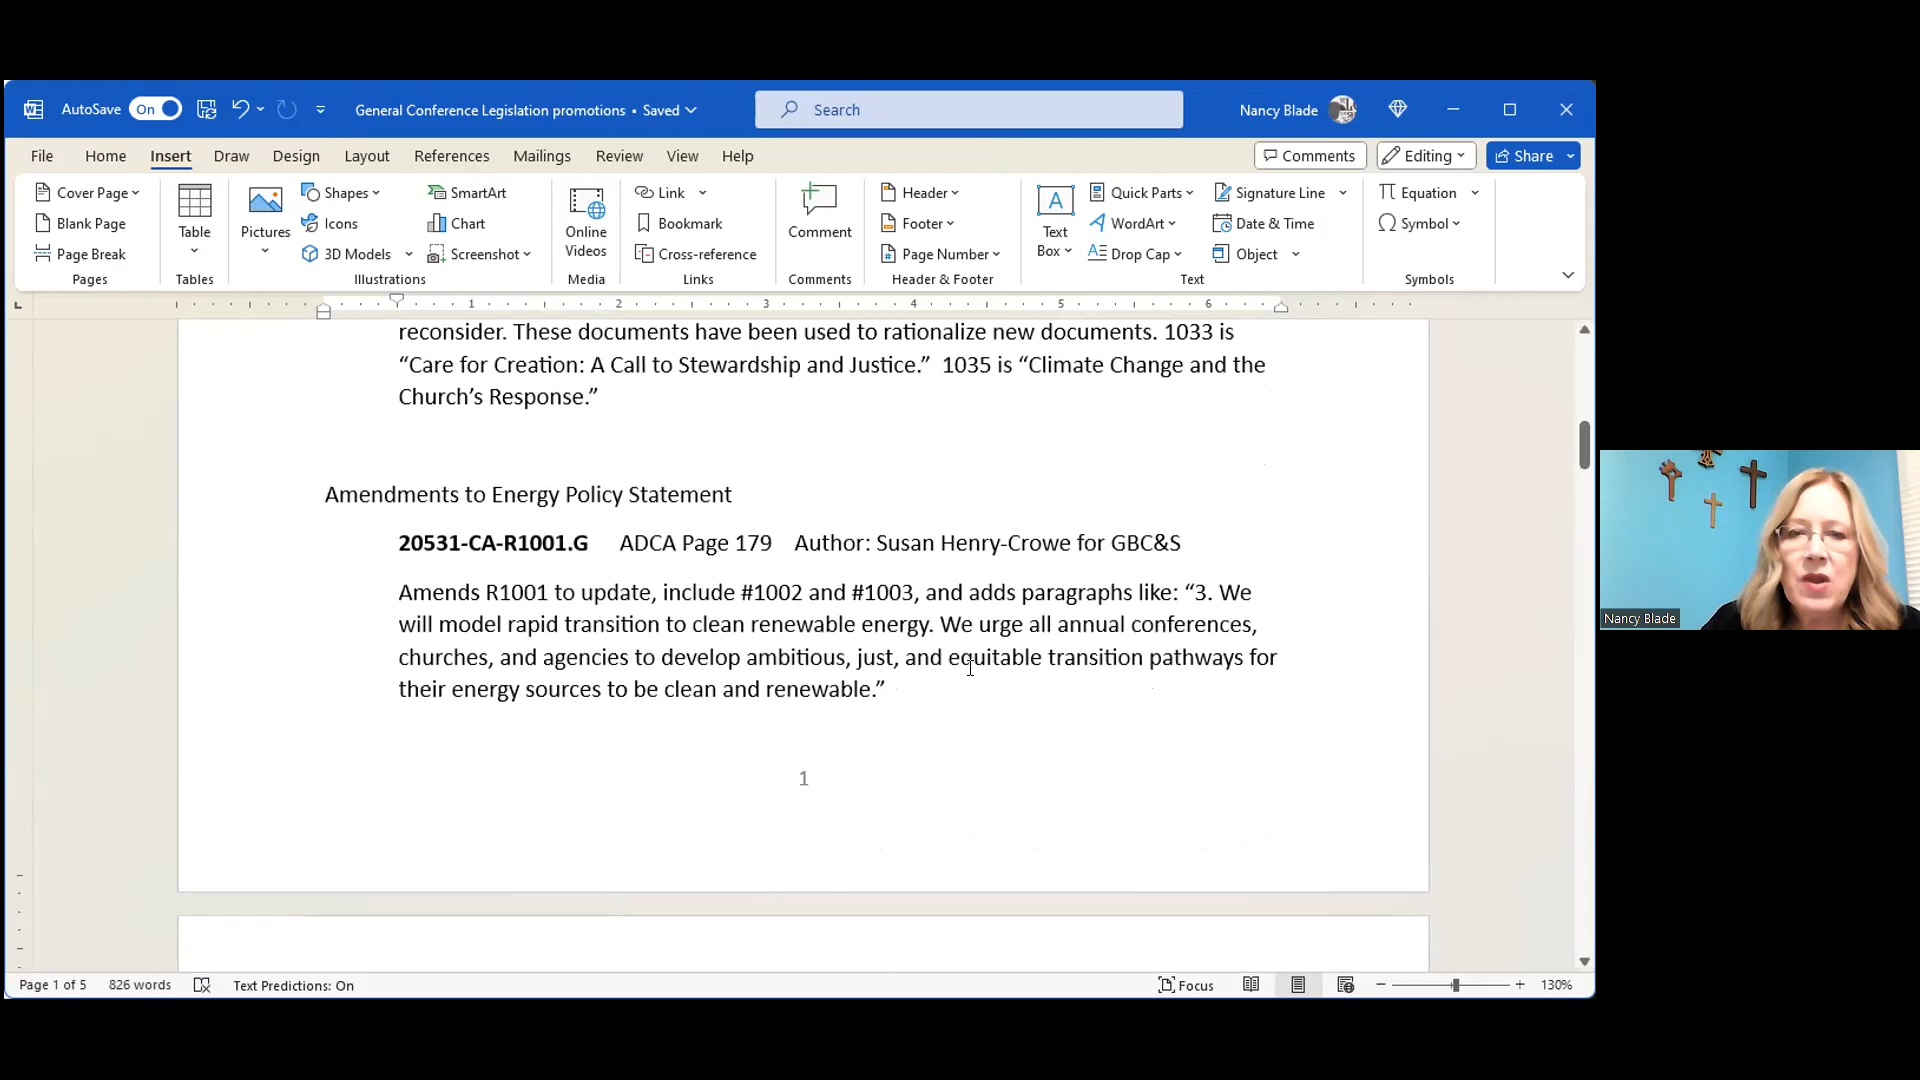 AutoSave On General Conference Legislation promotions • Saved Search Nancy Blade
File Home Insert Draw Design Layout References Mailings Review View Help Comments Editing Share
Cover Page
Blank Page
Page Break
Pages
Table
Tables
Pictures
Shapes
Icons
3D Models
SmartArt
Chart
Screenshot
Illustrations
Online
Videos
Media
Link
Bookmark
Cross-reference
Links
Comment
Comments
Header
Footer
Page Number
Header & Footer
Text
Box
Quick Parts
WordArt
Drop Cap
Signature Line
Date & Time
Object
Text
Equation
Symbol
Symbols
1 2 3 4 5 6
reconsider. These documents have been used to rationalize new documents. 1033 is
“Care for Creation: A Call to Stewardship and Justice.” 1035 is “Climate Change and the
Church’s Response.”
Amendments to Energy Policy Statement
20531-CA-R1001.G ADCA Page 179 Author: Susan Henry-Crowe for GBC&S
Amends R1001 to update, include #1002 and #1003, and adds paragraphs like: “3. We
will model rapid transition to clean renewable energy. We urge all annual conferences,
churches, and agencies to develop ambitious, just, and equitable transition pathways for
their energy sources to be clean and renewable.”
1
Page 1 of 5 826 words Text Predictions: On Focus 130%
Nancy Blade